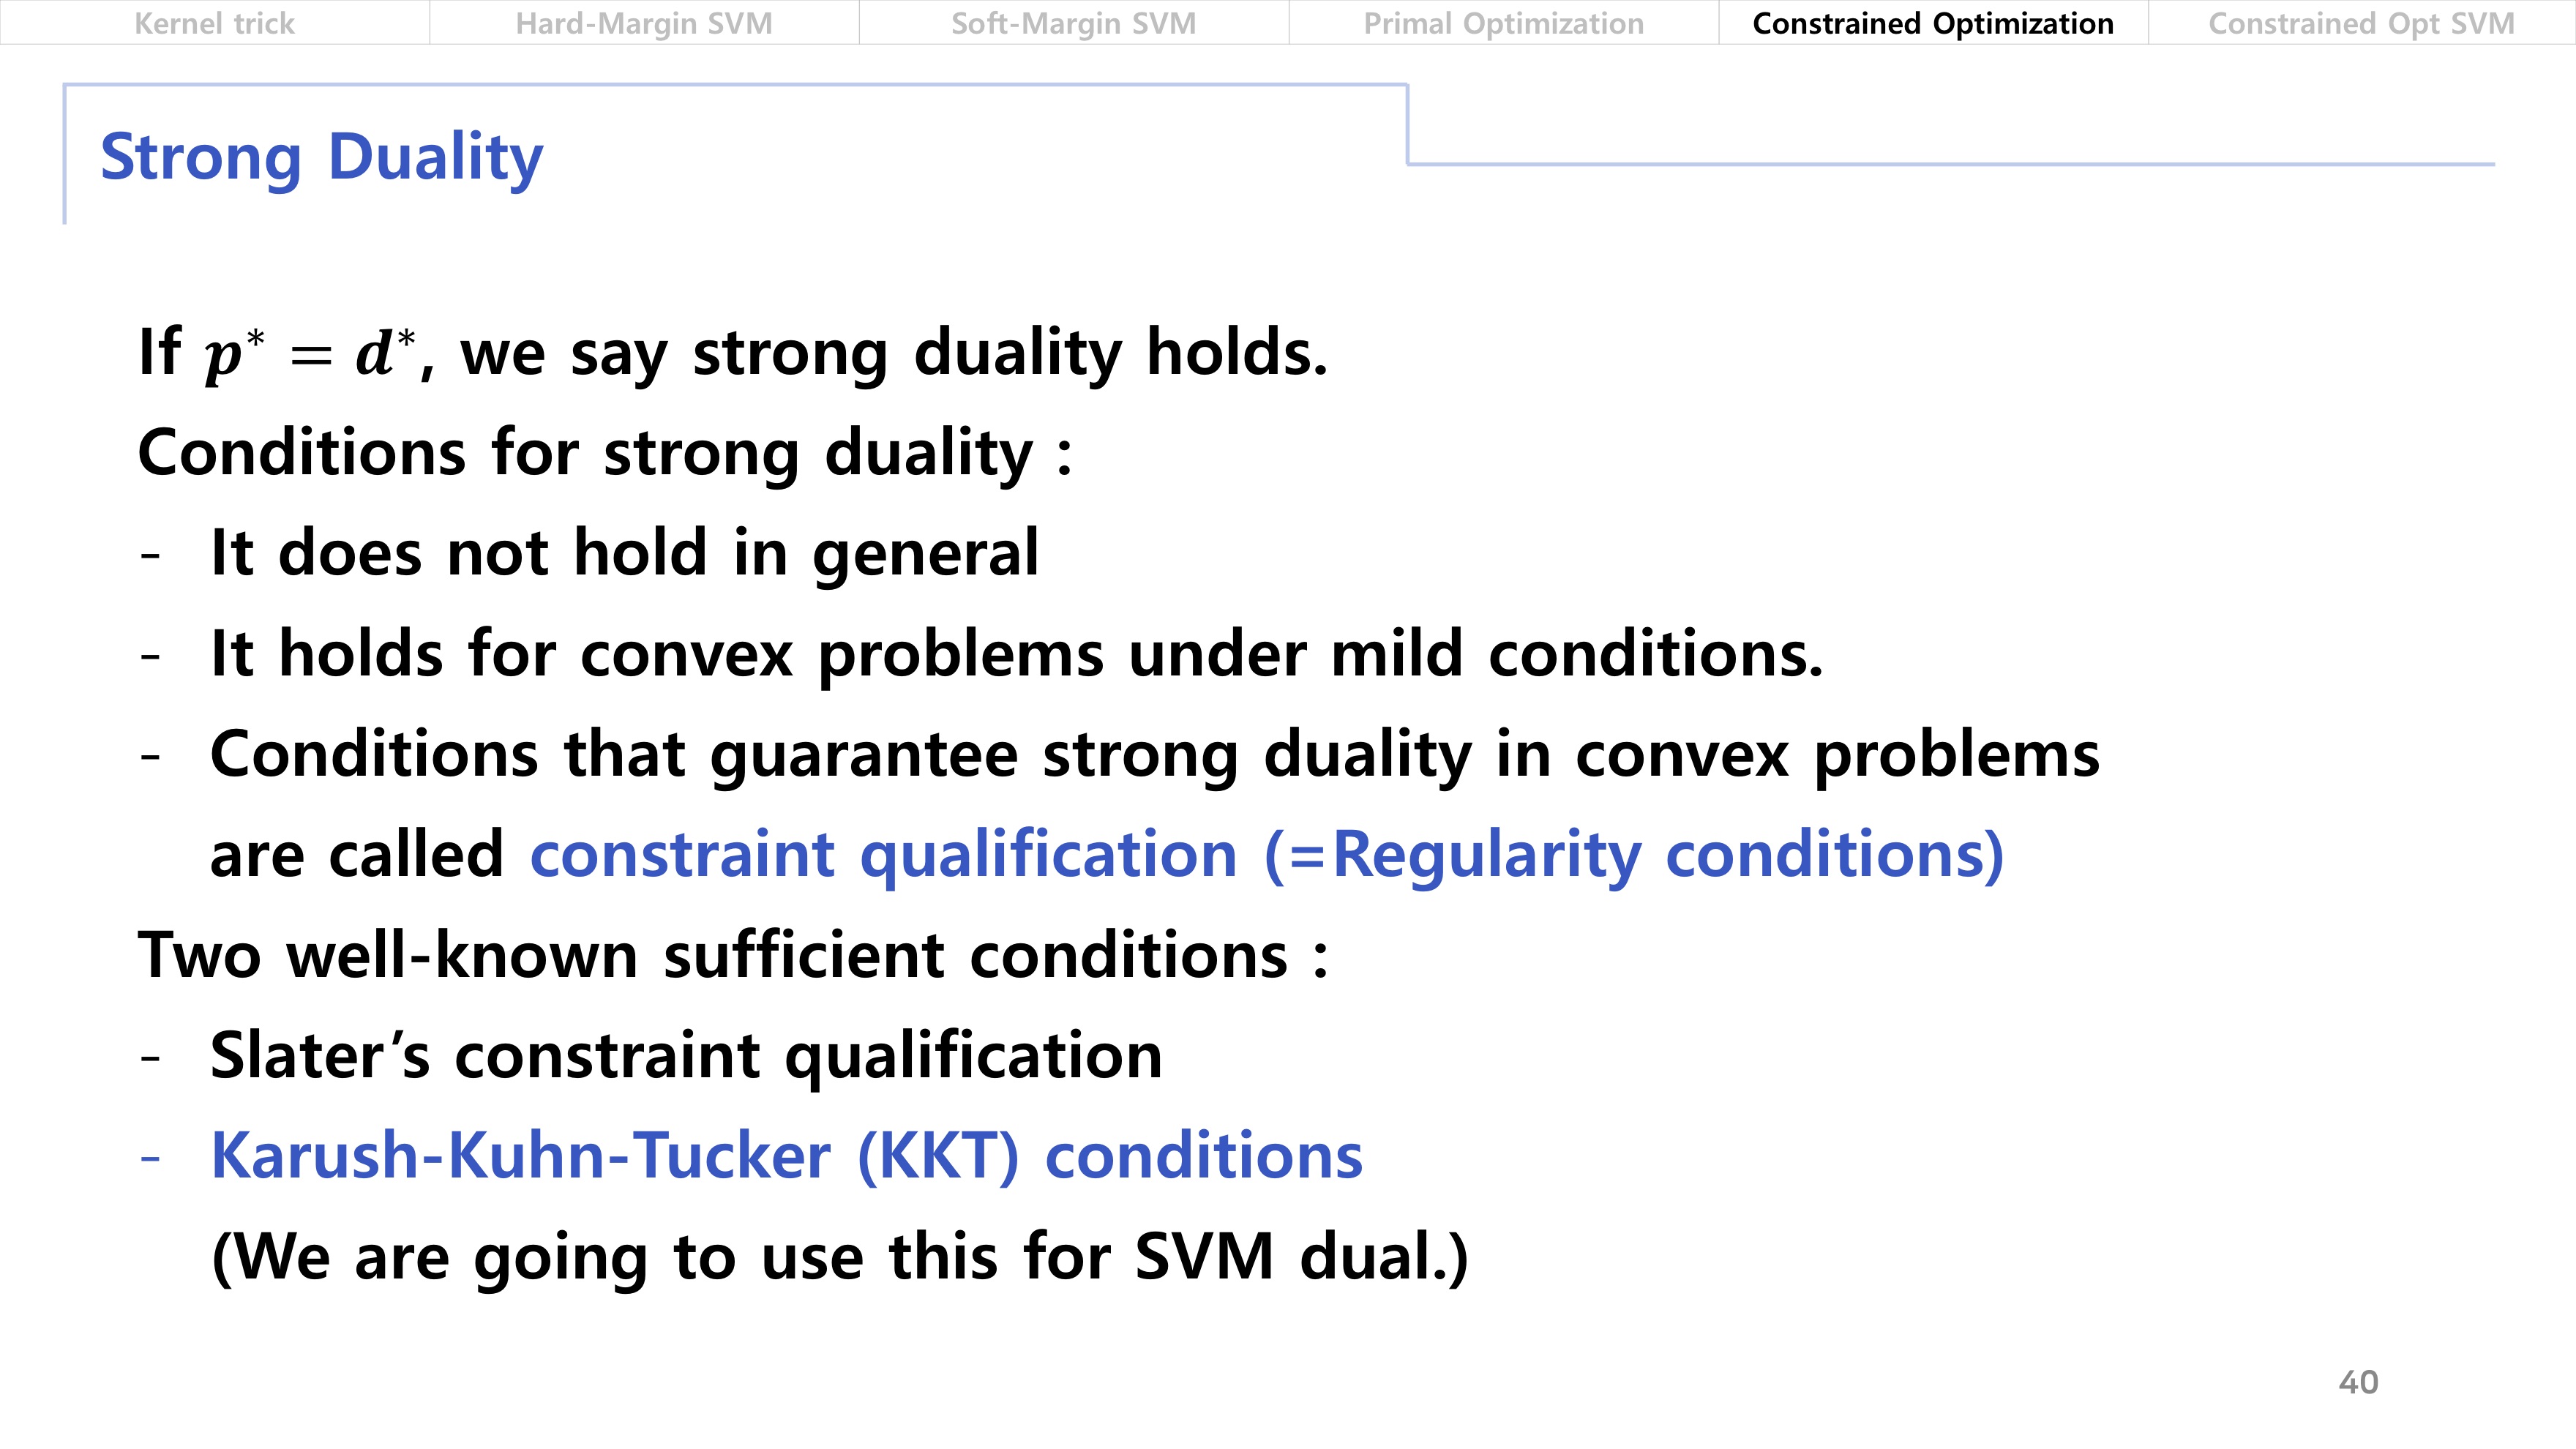 Kernel trick
Hard-Margin SVM
Soft-Margin SVM
Primal Optimization
Constrained Optimization
Constrained Opt SVM
Strong Duality
If p* = d*, we say strong duality holds.
Conditions for strong duality :
- It does not hold in general
- It holds for convex problems under mild conditions.
- Conditions that guarantee strong duality in convex problems
are called constraint qualification (=Regularity conditions)
Two well-known sufficient conditions :
- Slater’s constraint qualification
- Karush-Kuhn-Tucker (KKT) conditions
(We are going to use this for SVM dual.)
40